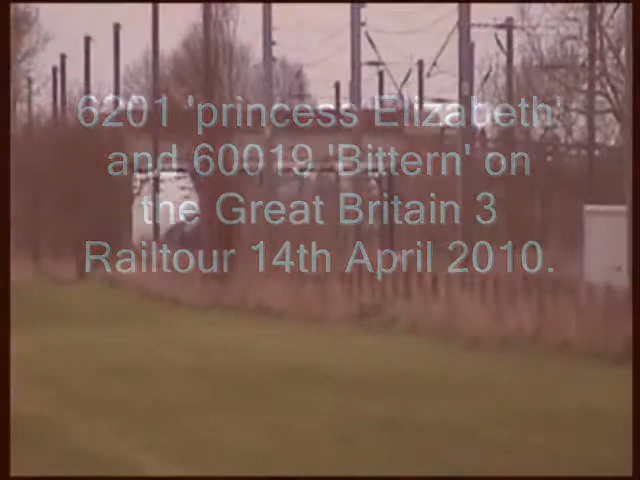 6201 'princess Elizabeth'
and 60019 'Bittern' on
the Great Britain 3
Railtour 14th April 2010.